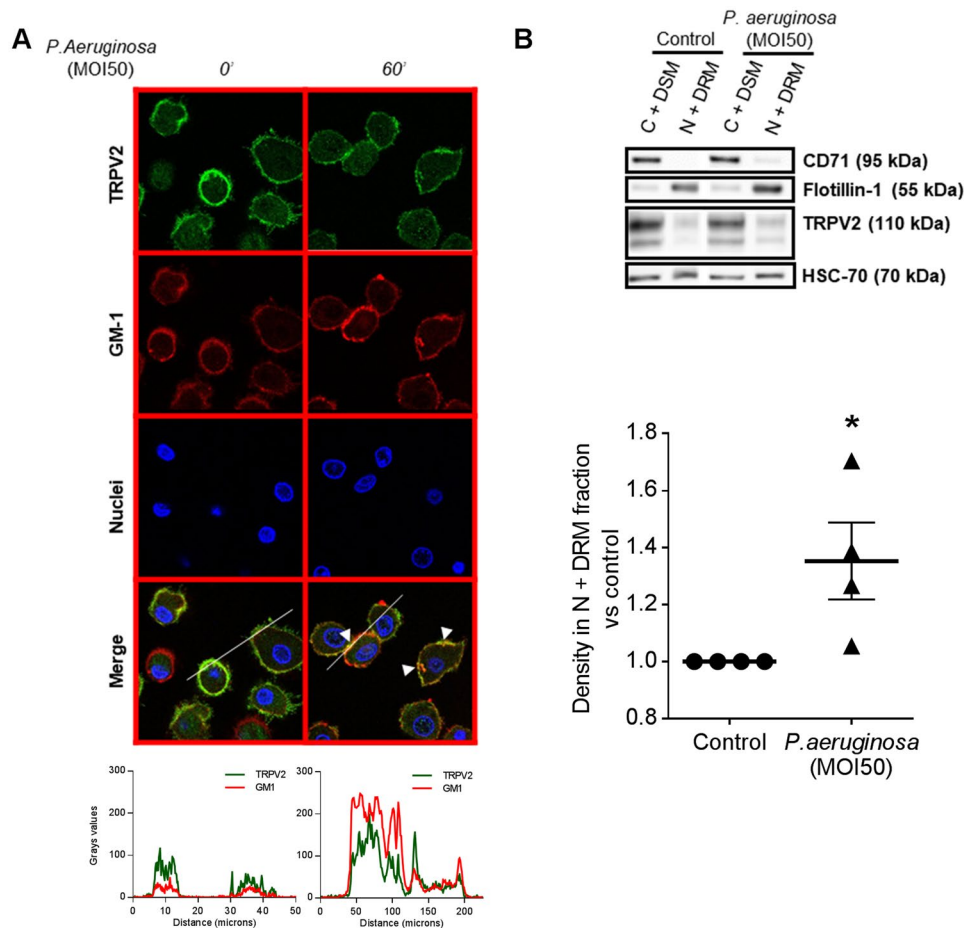 A
P.Aeruginosa
(MOI50)
0’
60’
TRPV2
GM-1
Nuclei
Merge
300
200
100
0
Grays values
TRPV2
GM1
0
10
20
30
40
50
Distance (microns)
300
200
100
0
TRPV2
GM1
0
50
100
150
200
Distance (microns)
B
Control
P. aeruginosa
(MOI50)
C + DSM
N + DRM
C + DSM
N + DRM
CD71 (95 kDa)
Flotillin-1 (55 kDa)
TRPV2 (110 kDa)
HSC-70 (70 kDa)
Density in N + DRM fraction
vs control
1.8
1.6
1.4
1.2
1.0
0.8
*
Control
P.aeruginosa
(MOI50)